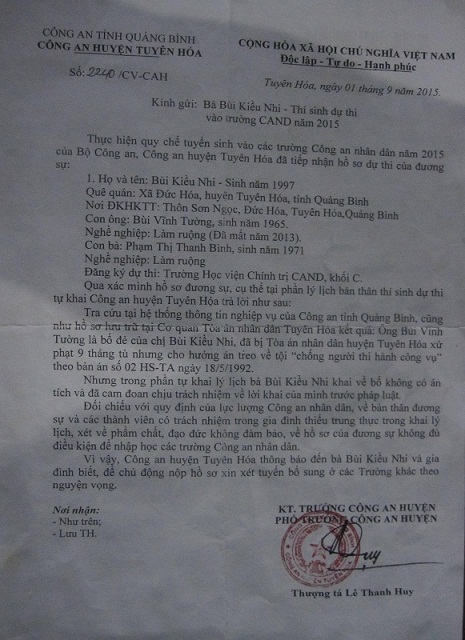 CÔNG AN TỈNH QUẢNG BÌNH
CÔNG AN HUYỆN TUYÊN HÓA
CỘNG HÒA XÃ HỘI CHỦ NGHĨA VIỆT NAM
Độc lập - Tự do - Hạnh phúc
Số: 2240/CV-CAH
Tuyên Hóa, ngày 01 tháng 9 năm 2015.
Kính gửi: Bà Bùi Kiều Nhi - Thí sinh dự thi
vào trường CAND năm 2015
Thực hiện quy chế tuyển sinh vào các trường Công an nhân dân năm 2015
của Bộ Công an, Công an huyện Tuyên Hóa đã tiếp nhận hồ sơ dự thi của đương
sự:
1. Họ và tên: Bùi Kiều Nhi - Sinh năm 1997
Quê quán: Xã Đức Hóa, huyện Tuyên Hóa, tỉnh Quảng Bình
Nơi ĐKHKTT: Thôn Sơn Ngọc, Đức Hóa, Tuyên Hóa,Quảng Bình
Con ông: Bùi Vĩnh Tường, sinh năm 1965.
Nghề nghiệp: Làm ruộng (Đã mất năm 2013).
Con bà: Phạm Thị Thanh Bình, sinh năm 1971
Nghề nghiệp: Làm ruộng
Đăng ký dự thi: Trường Học viện Chính trị CAND, khối C.
Qua xác minh hồ sơ đương sự, cụ thể tại phần lý lịch bản thân thí sinh dự thi
tự khai Công an huyện Tuyên Hóa trả lời như sau:
Tra cứu tại hệ thống thông tin nghiệp vụ của Công an tỉnh Quảng Bình, cũng
như hồ sơ lưu trữ tại Cơ quan Tòa án nhân dân Tuyên Hóa kết quả: Ông Bùi Vĩnh
Tường là bố đẻ của chị Bùi Kiều Nhi, đã bị Tòa án nhân dân huyện Tuyên Hóa xử
phạt 9 tháng tù nhưng cho hưởng án treo về tội “chống người thi hành công vụ”
theo bản án số 02 HS-TA ngày 18/5/1992.
Nhưng trong phần tự khai lý lịch bà Bùi Kiều Nhi khai về bố không có án
tích và đã cam đoan chịu trách nhiệm về lời khai của mình trước pháp luật.
Đối chiếu với quy định của lực lượng Công an nhân dân, về bản thân đương
sự và các thành viên có trách nhiệm trong gia đình thiếu trung thực trong khai lý
lịch, xét về phẩm chất, đạo đức không đảm bảo, về hồ sơ của đương sự không đủ
điều kiện để nhập học các trường Công an nhân dân.
Vì vậy, Công an huyện Tuyên Hóa thông báo đến bà Bùi Kiều Nhi và gia
đình biết, để chủ động nộp hồ sơ xin xét tuyển bổ sung ở các Trường khác theo
nguyện vọng.
Nơi nhận:
- Như trên;
- Lưu TH.
KT. TRƯỞNG CÔNG AN HUYỆN
PHÓ TRƯỞNG CÔNG AN HUYỆN
Huy
Thượng tá Lê Thanh Huy